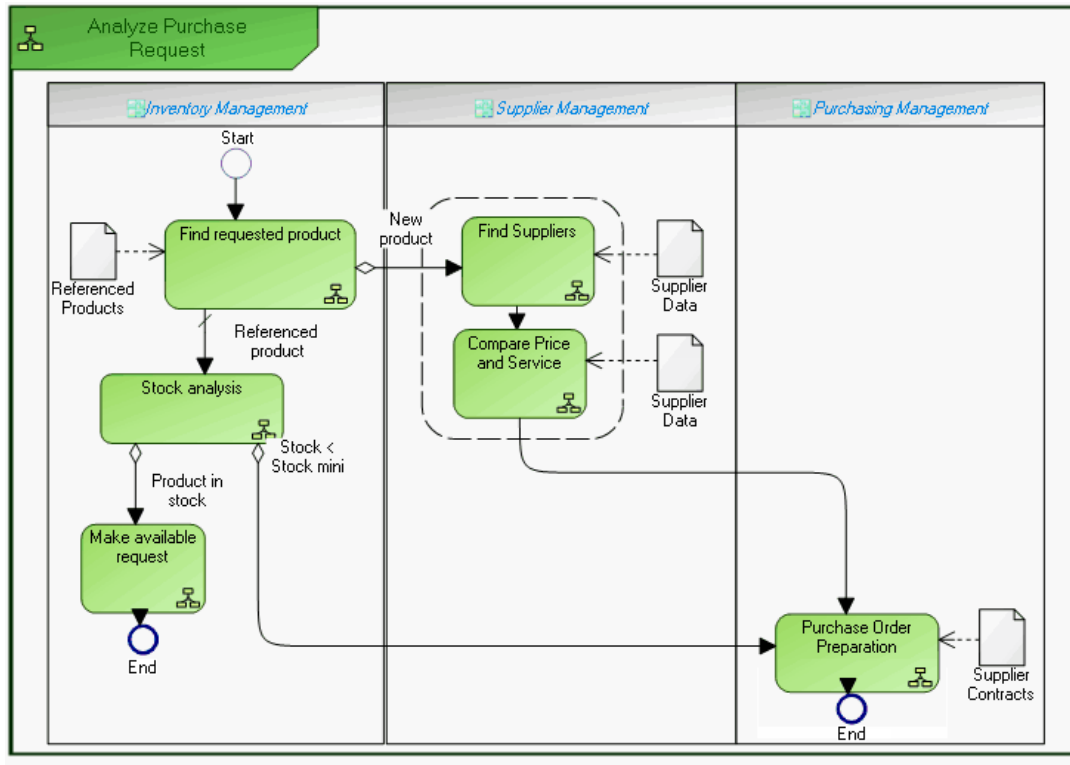 Analyze Purchase
Request
Inventory Management
Supplier Management
Purchasing Management
Start
Find requested product
New
product
Find Suppliers
Referenced
Products
Supplier
Data
Referenced
product
Compare Price
and Service
Stock analysis
Supplier
Data
Stock <
Stock mini
Product in
stock
Make available
request
End
Purchase Order
Preparation
Supplier
Contracts
End